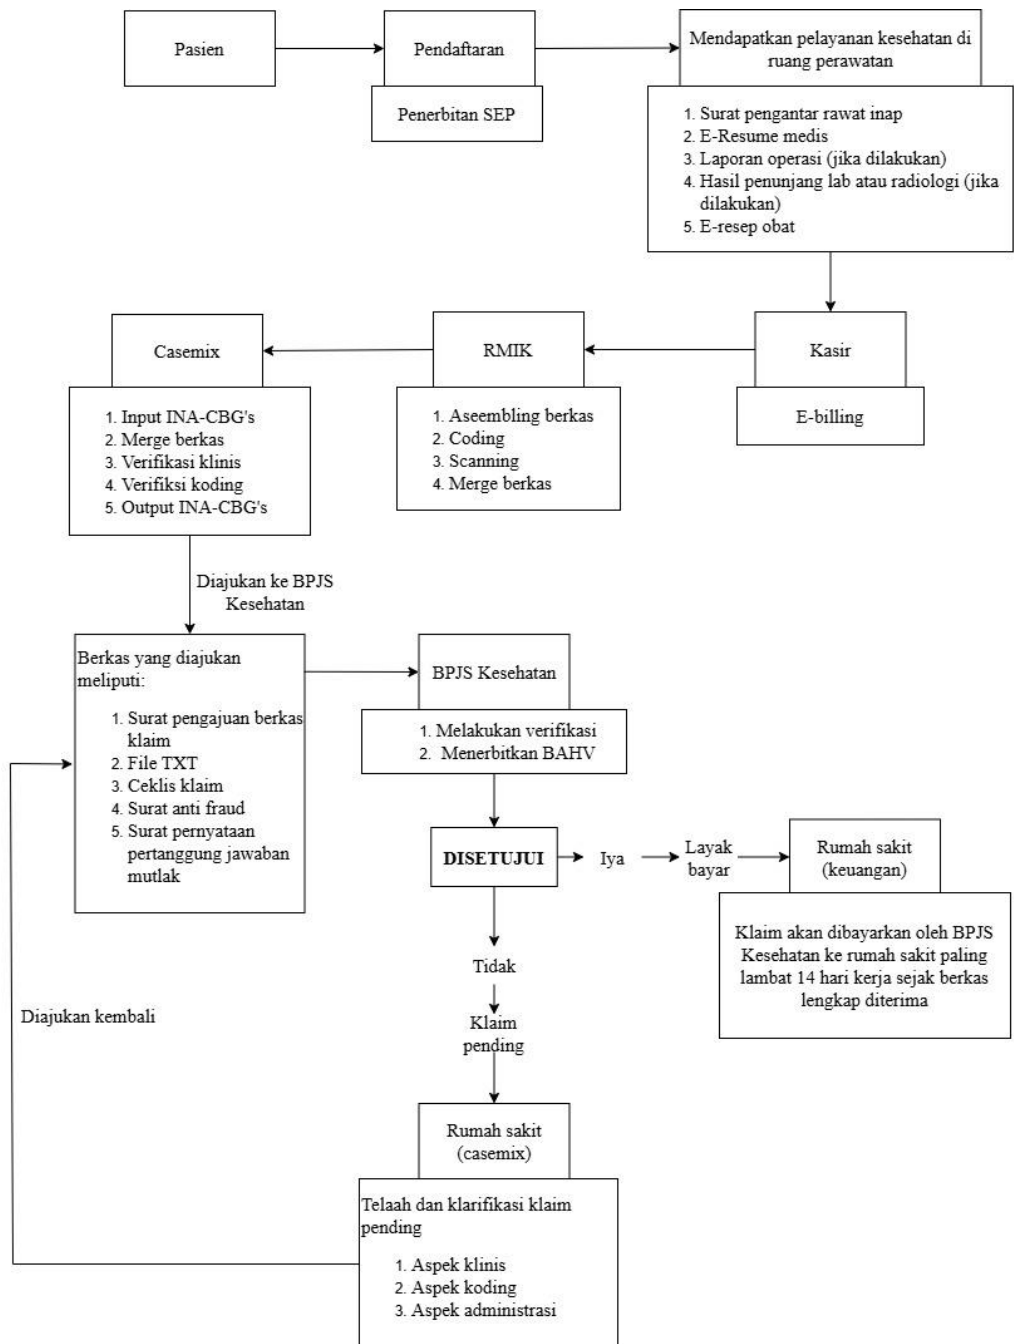 Pasien
Pendaftaran
Penerbitan SEP
Mendapatkan pelayanan kesehatan di
ruang perawatan
1. Surat pengantar rawat inap
2. E-Resume medis
3. Laporan operasi (jika dilakukan)
4. Hasil penunjang lab atau radiologi (jika
dilakukan)
5. E-resep obat
Kasir
E-billing
RMIK
1. Aseembling berkas
2. Coding
3. Scanning
4. Merge berkas
Casemix
1. Input INA-CBG's
2. Merge berkas
3. Verifikasi klinis
4. Verifiksi koding
5. Output INA-CBG's
Diajukan ke BPJS
Kesehatan
Berkas yang diajukan
meliputi:
1. Surat pengajuan berkas
klaim
2. File TXT
3. Ceklis klaim
4. Surat anti fraud
5. Surat pernyataan
pertanggung jawaban
mutlak
BPJS Kesehatan
1. Melakukan verifikasi
2. Menerbitkan BAHV
DISETUJUI
Iya
Layak
bayar
Rumah sakit
(keuangan)
Klaim akan dibayarkan oleh BPJS
Kesehatan ke rumah sakit paling
lambat 14 hari kerja sejak berkas
lengkap diterima
Tidak
Klaim
pending
Rumah sakit
(casemix)
Telaah dan klarifikasi klaim
pending
1. Aspek klinis
2. Aspek koding
3. Aspek administrasi
Diajukan kembali